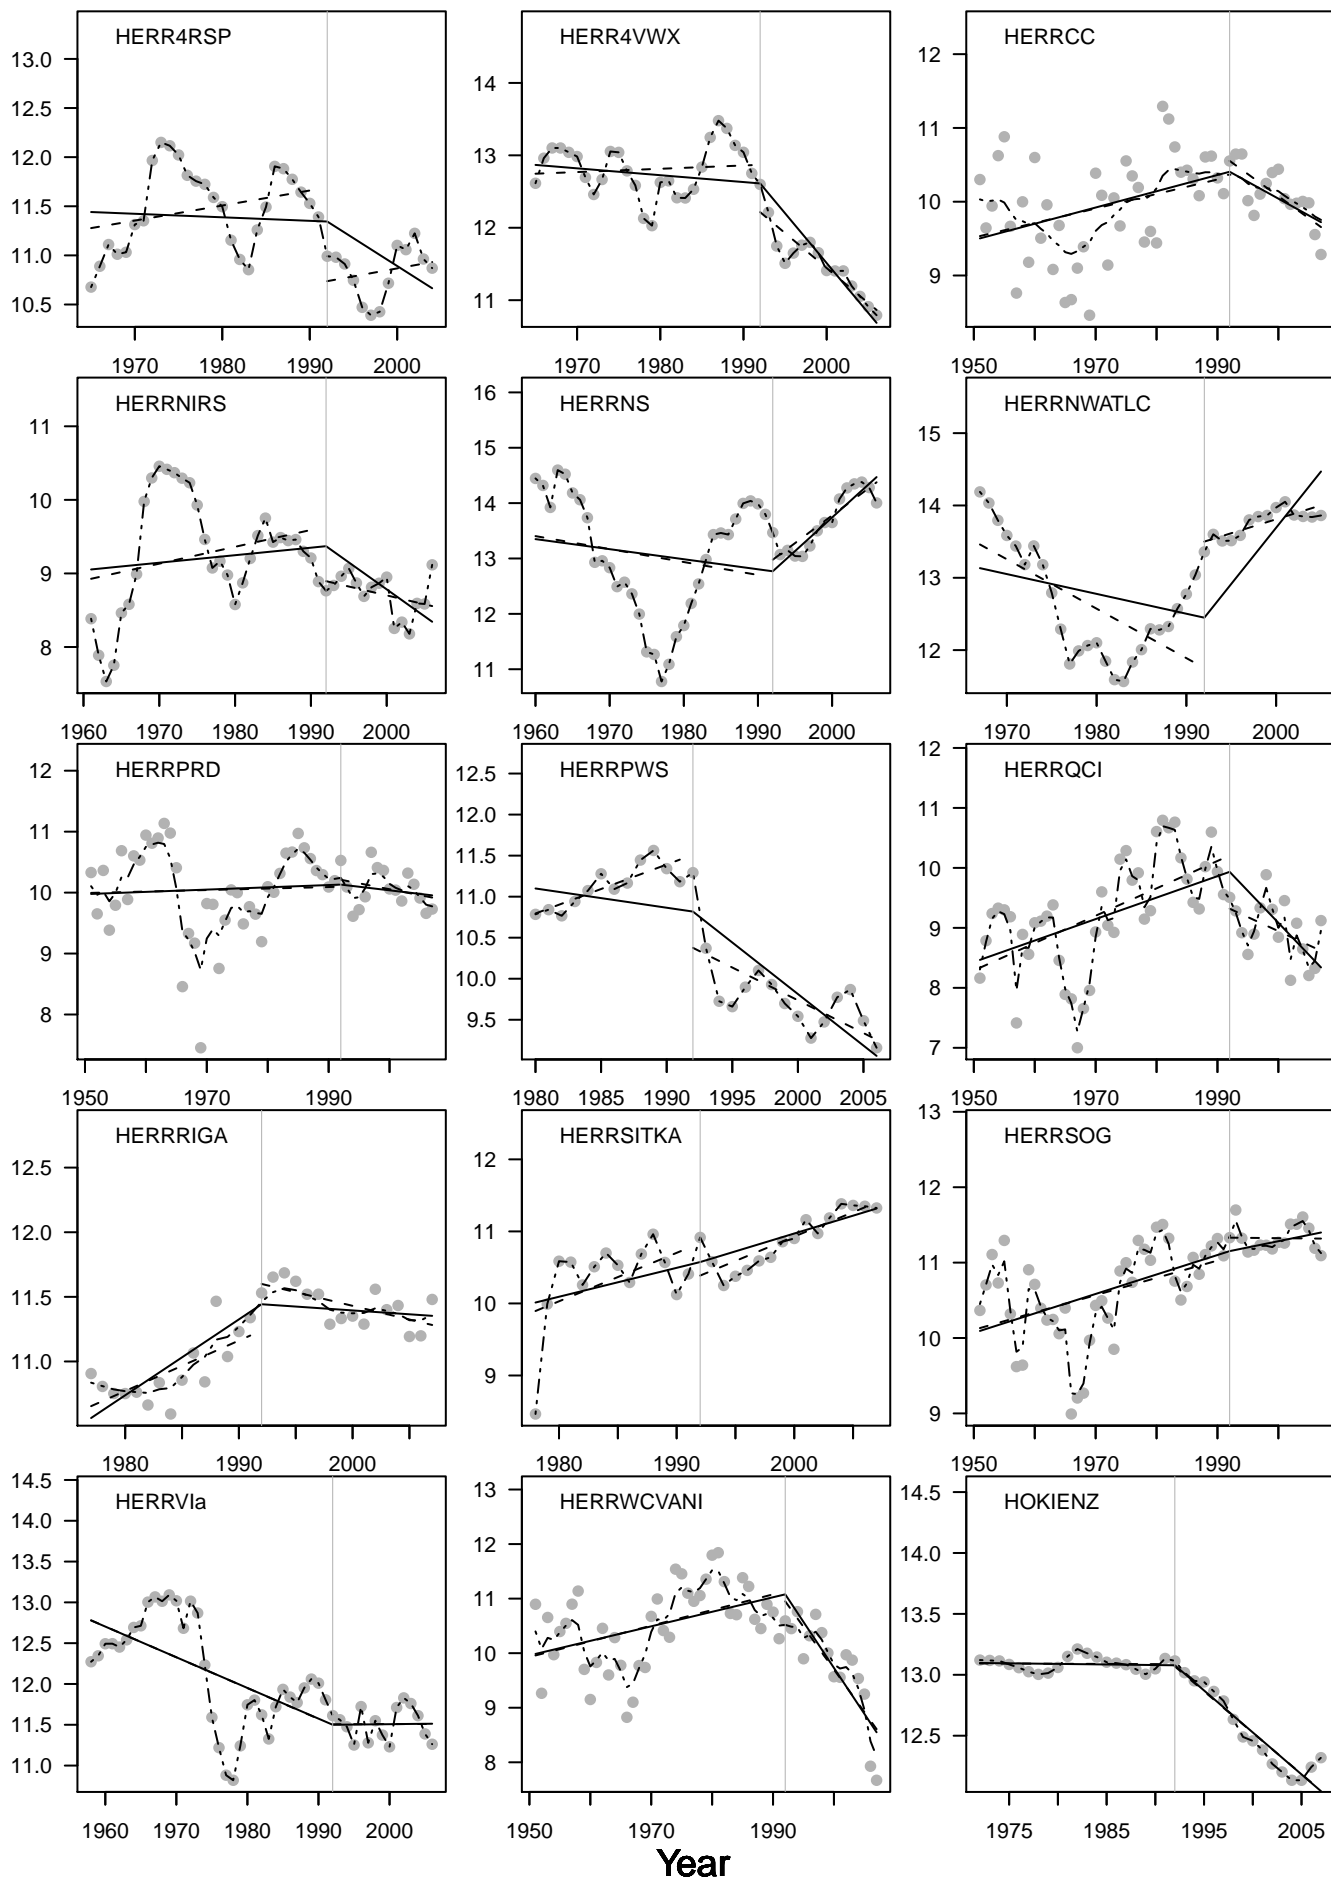 HERR4RSP
13.0
12.5
12.0
11.5
11.0
10.5
1970 1980 1990 2000
HERR4VWX
14
13
12
11
1970 1980 1990 2000
HERRCC
12
11
10
9
1950 1970 1990
HERRNIRS
11
10
9
8
1960 1970 1980 1990 2000
HERRNS
16
15
14
13
12
11
1960 1970 1980 1990 2000
HERRNWATLC
15
14
13
12
1970 1980 1990 2000
HERRPRD
12
11
10
9
8
1950 1970 1990
HERRPWS
12.5
12.0
11.5
11.0
10.5
10.0
9.5
1980 1985 1990 1995 2000 2005
HERRQCI
12
11
10
9
8
7
1950 1970 1990
HERRRIGA
12.5
12.0
11.5
11.0
1980 1990 2000
HERRSITKA
12
11
10
9
1980 1990 2000
HERRSOG
13
12
11
10
9
1950 1970 1990
HERRVIa
14.5
14.0
13.5
13.0
12.5
12.0
11.5
11.0
1960 1970 1980 1990 2000
HERRWCVANI
13
12
11
10
9
8
1950 1970 1990
HOKIENZ
14.5
14.0
13.5
13.0
12.5
1975 1985 1995 2005
Year